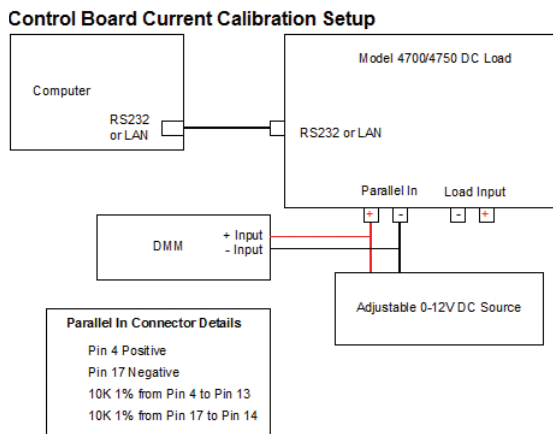 Control Board Current Calibration Setup
Model 4700/4750 DC Load
Computer
RS232
or LAN
RS232 or LAN
Parallel In
Load Input
+
-
-
+
DMM
+ Input
- Input
Adjustable 0-12V DC Source
Parallel In Connector Details
Pin 4 Positive
Pin 17 Negative
10K 1% from Pin 4 to Pin 13
10K 1% from Pin 17 to Pin 14